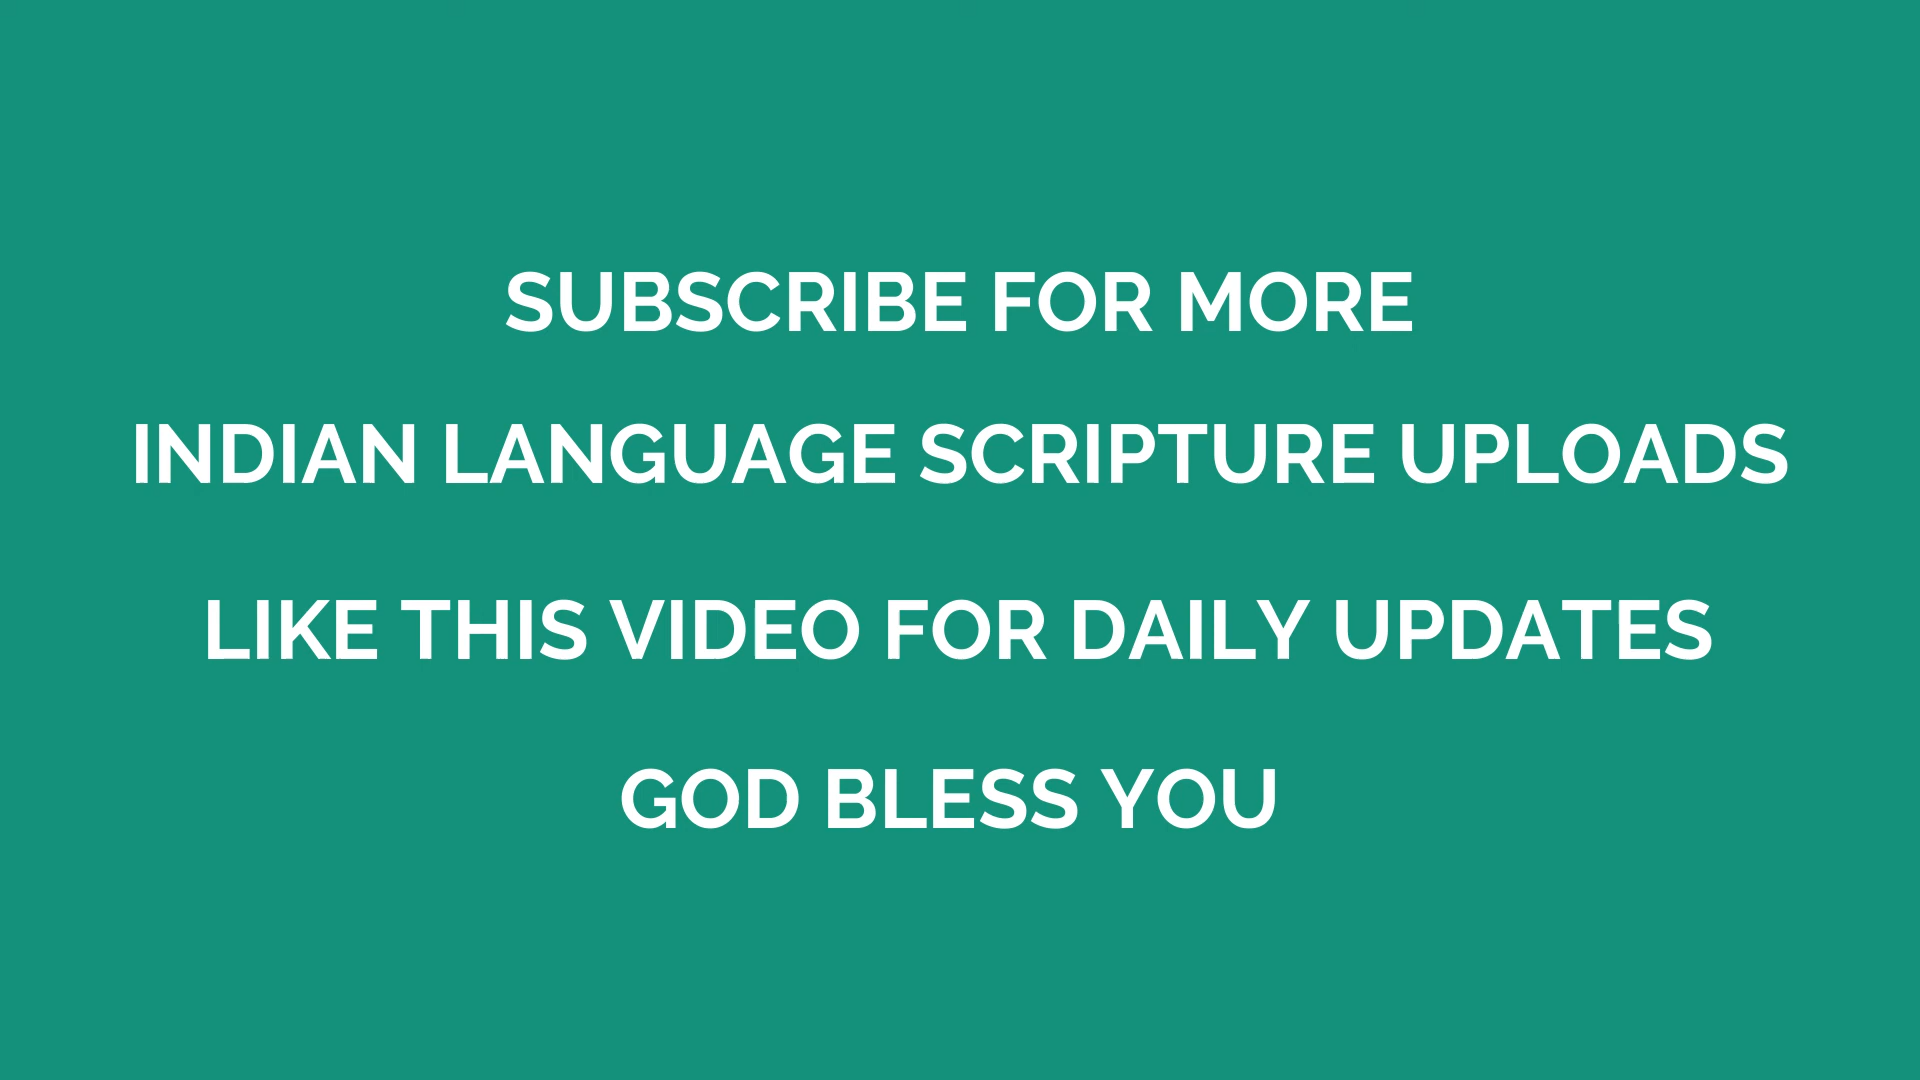 SUBSCRIBE FOR MORE
INDIAN LANGUAGE SCRIPTURE UPLOADS
LIKE THIS VIDEO FOR DAILY UPDATES
GOD BLESS YOU